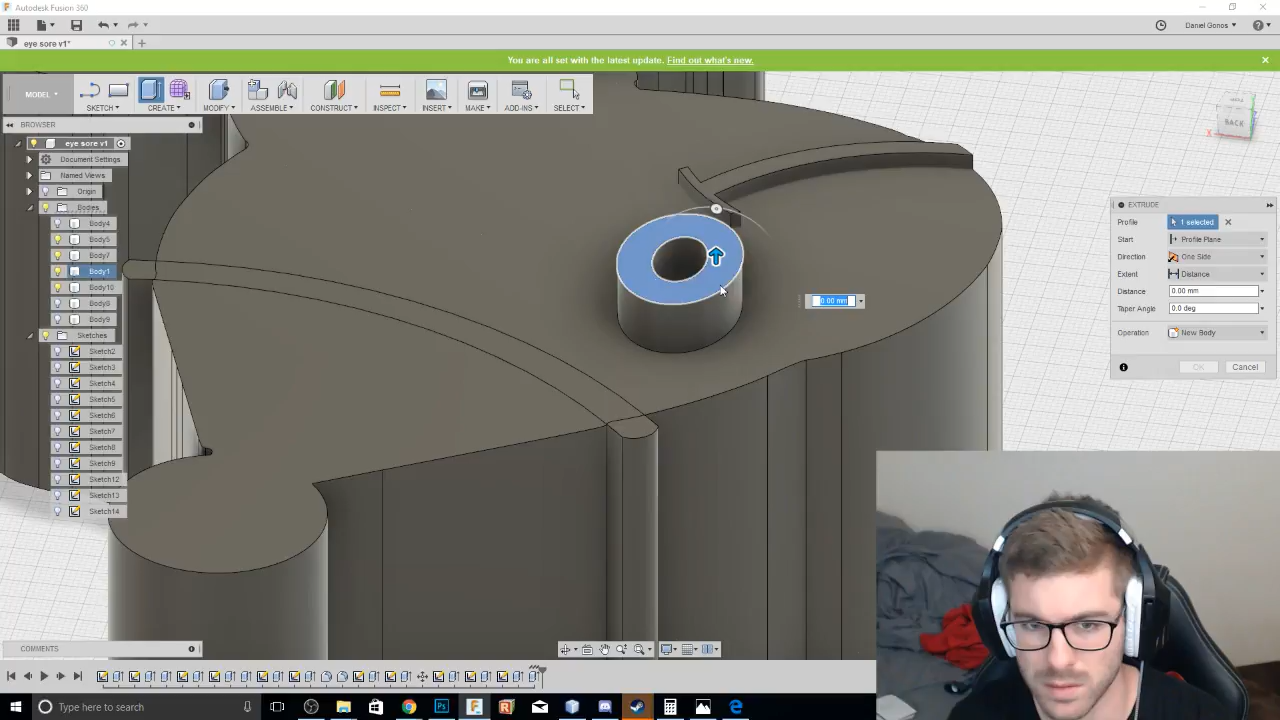 Autodesk Fusion 360
Daniel Gonos
eye sore v1*
You are all set with the latest update. Find out what's new.
MODEL
SKETCH CREATE MODIFY ASSEMBLE CONSTRUCT INSPECT INSERT MAKE ADD-INS SELECT
BROWSER
eye sore v1
Document Settings
Named Views
Origin
Bodies
Body4
Body5
Body7
Body1
Body10
Body8
Body9
Sketches
Sketch2
Sketch3
Sketch4
Sketch5
Sketch6
Sketch7
Sketch8
Sketch9
Sketch12
Sketch13
Sketch14
BACK
X
0.00 mm
EXTRUDE
Profile 1 selected
Start Profile Plane
Direction One Side
Extent Distance
Distance 0.00 mm
Taper Angle 0.0 deg
Operation New Body
OK Cancel
COMMENTS
Type here to search